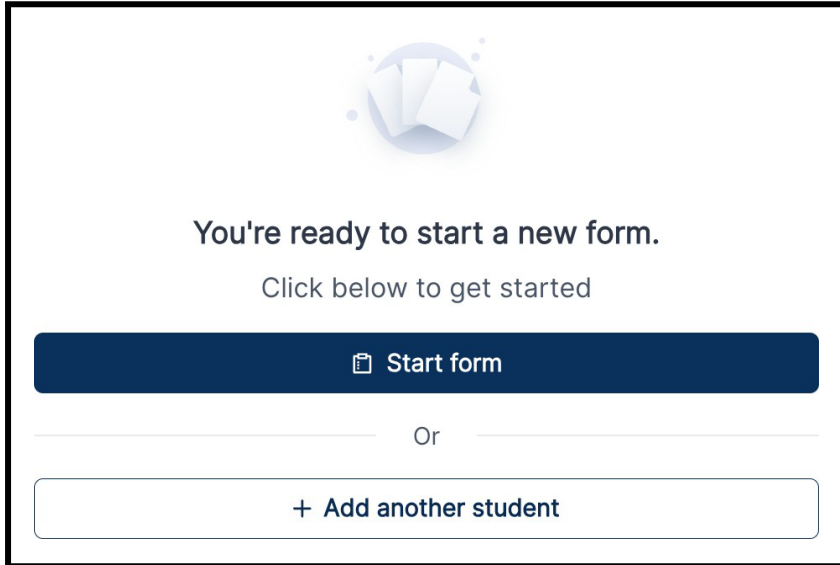 You're ready to start a new form.
Click below to get started
Start form
Or
+ Add another student